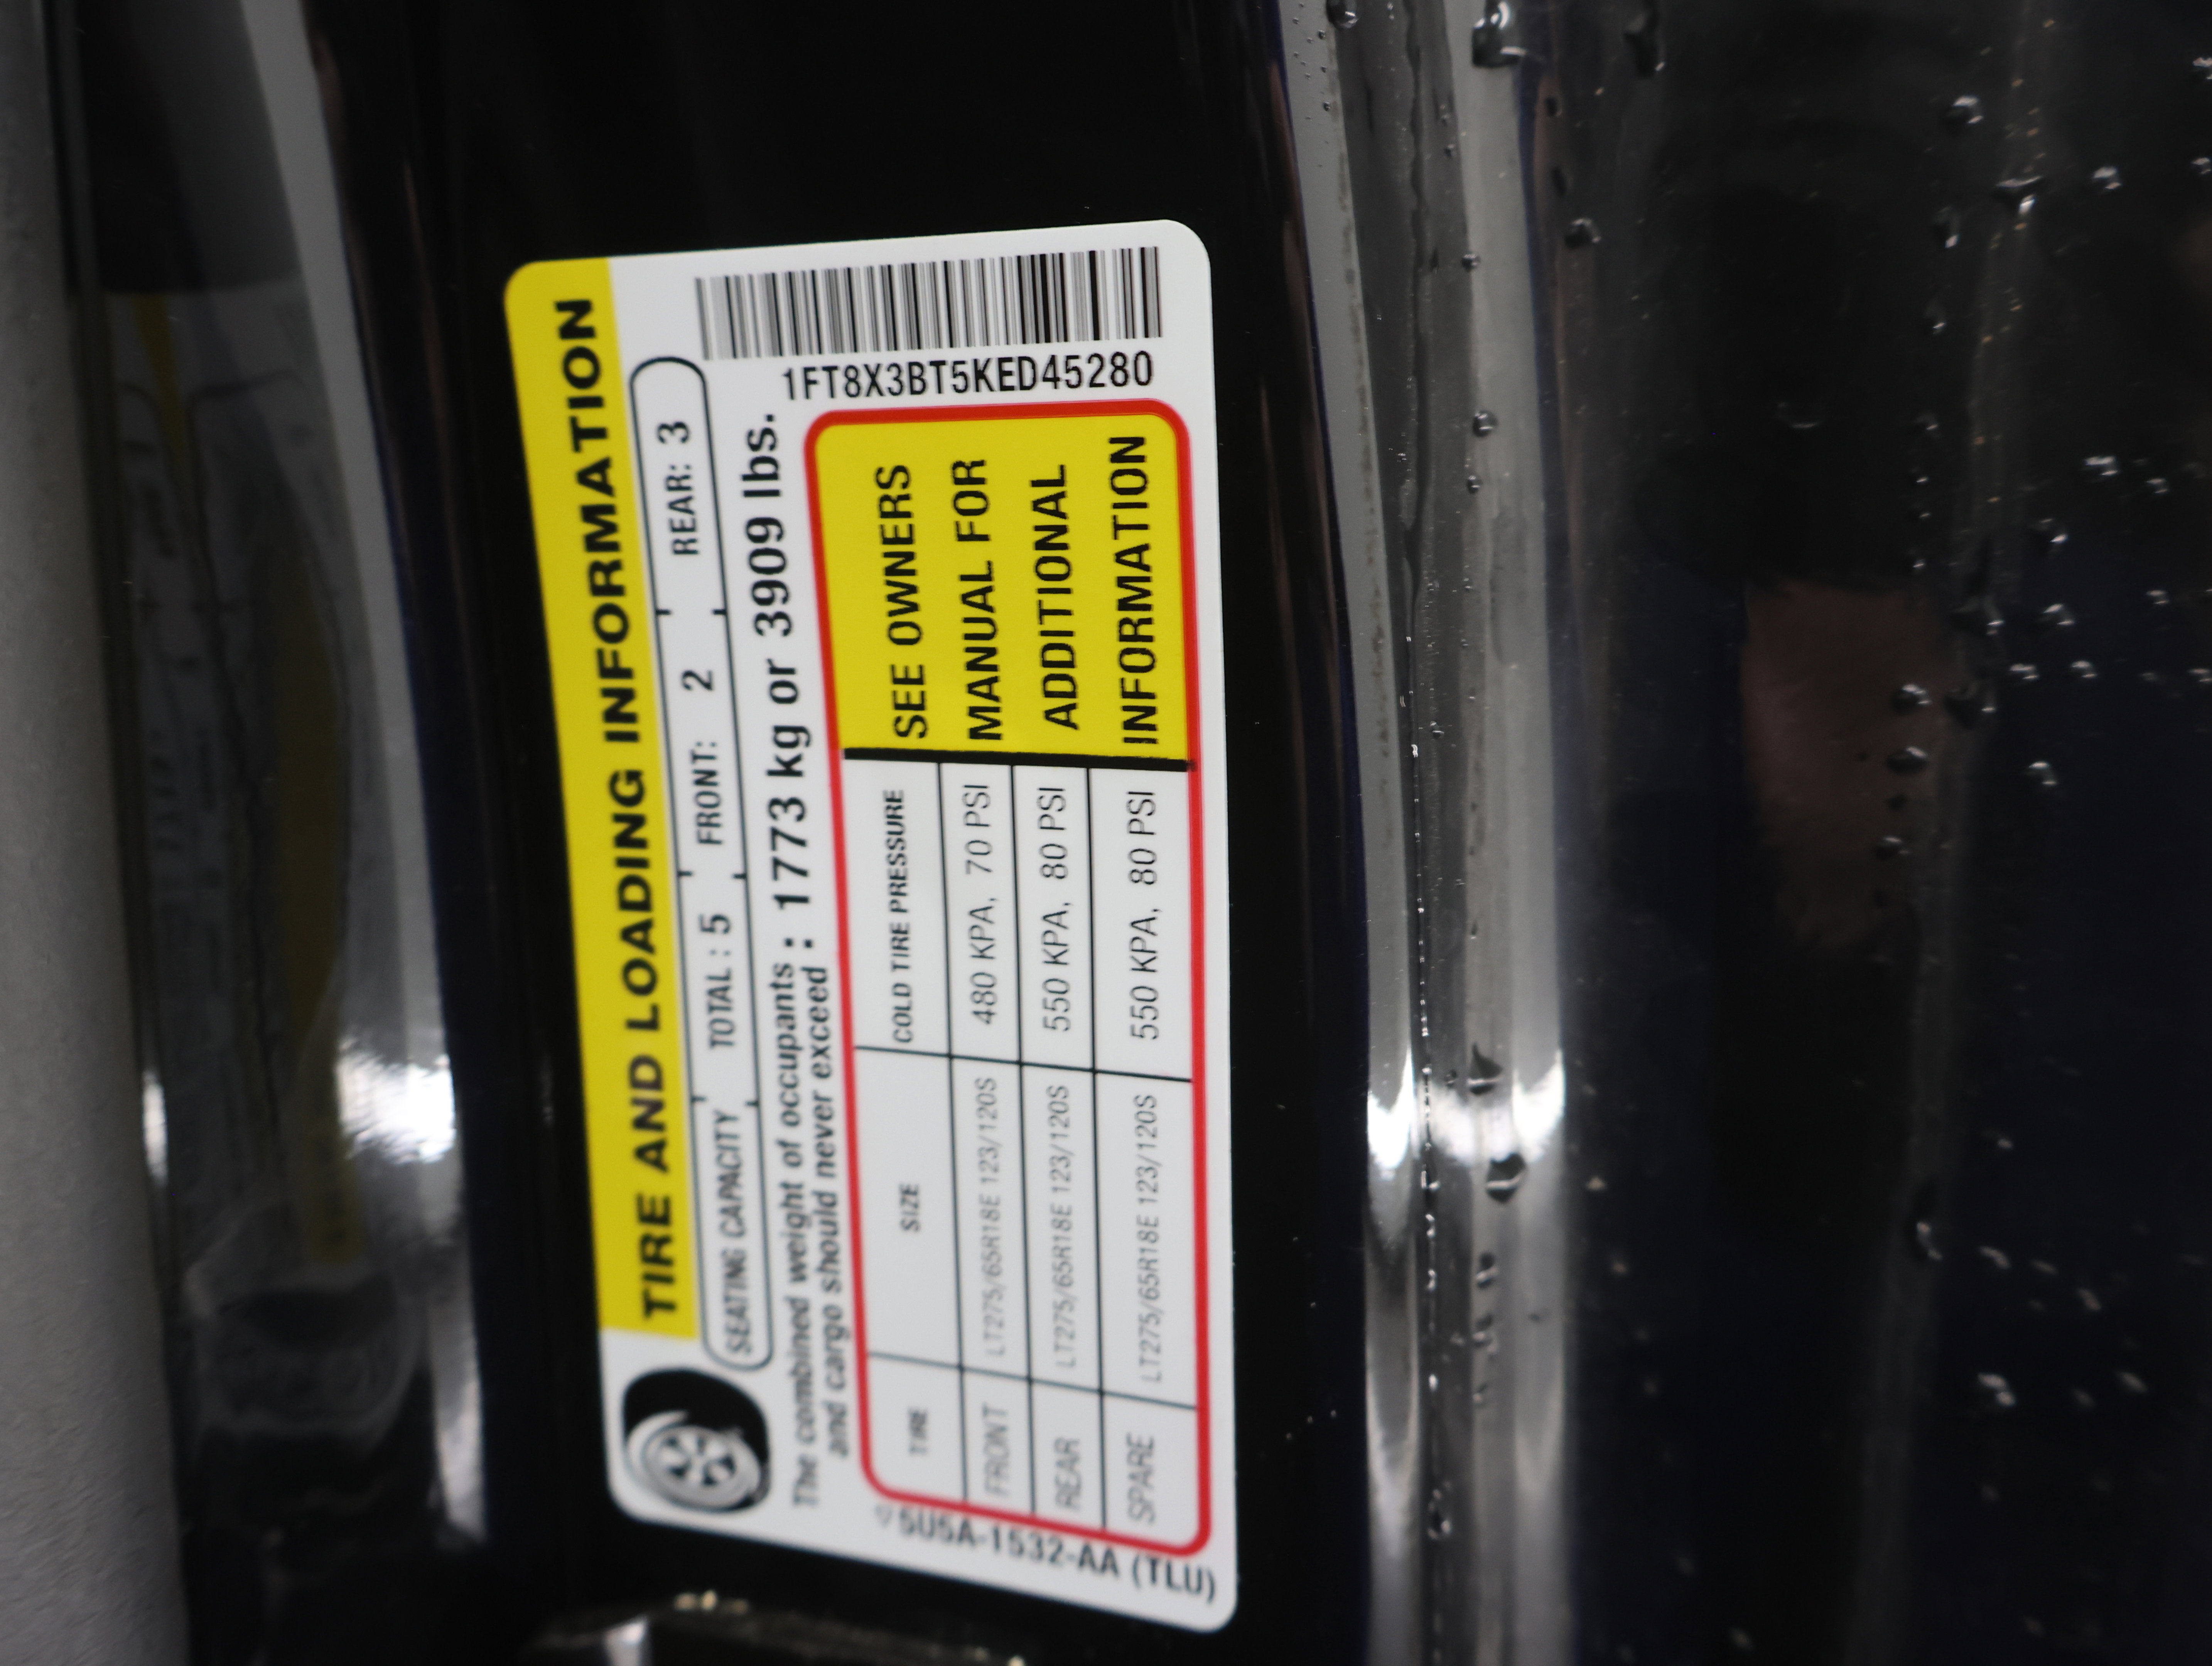 TIRE AND LOADING INFORMATION
SEATING CAPACITY TOTAL : 5 FRONT: 2 REAR: 3
The combined weight of occupants
and cargo should never exceed : 1773 kg or 3909 lbs.
TIRE SIZE COLD TIRE PRESSURE
FRONT LT275/65R18E 123/120S 480 KPA, 70 PSI
REAR LT275/65R18E 123/120S 550 KPA, 80 PSI
SPARE LT275/65R18E 123/120S 550 KPA, 80 PSI
SEE OWNERS
MANUAL FOR
ADDITIONAL
INFORMATION
5U5A-1532-AA (TLU)
1FT8X3BT5KED45280